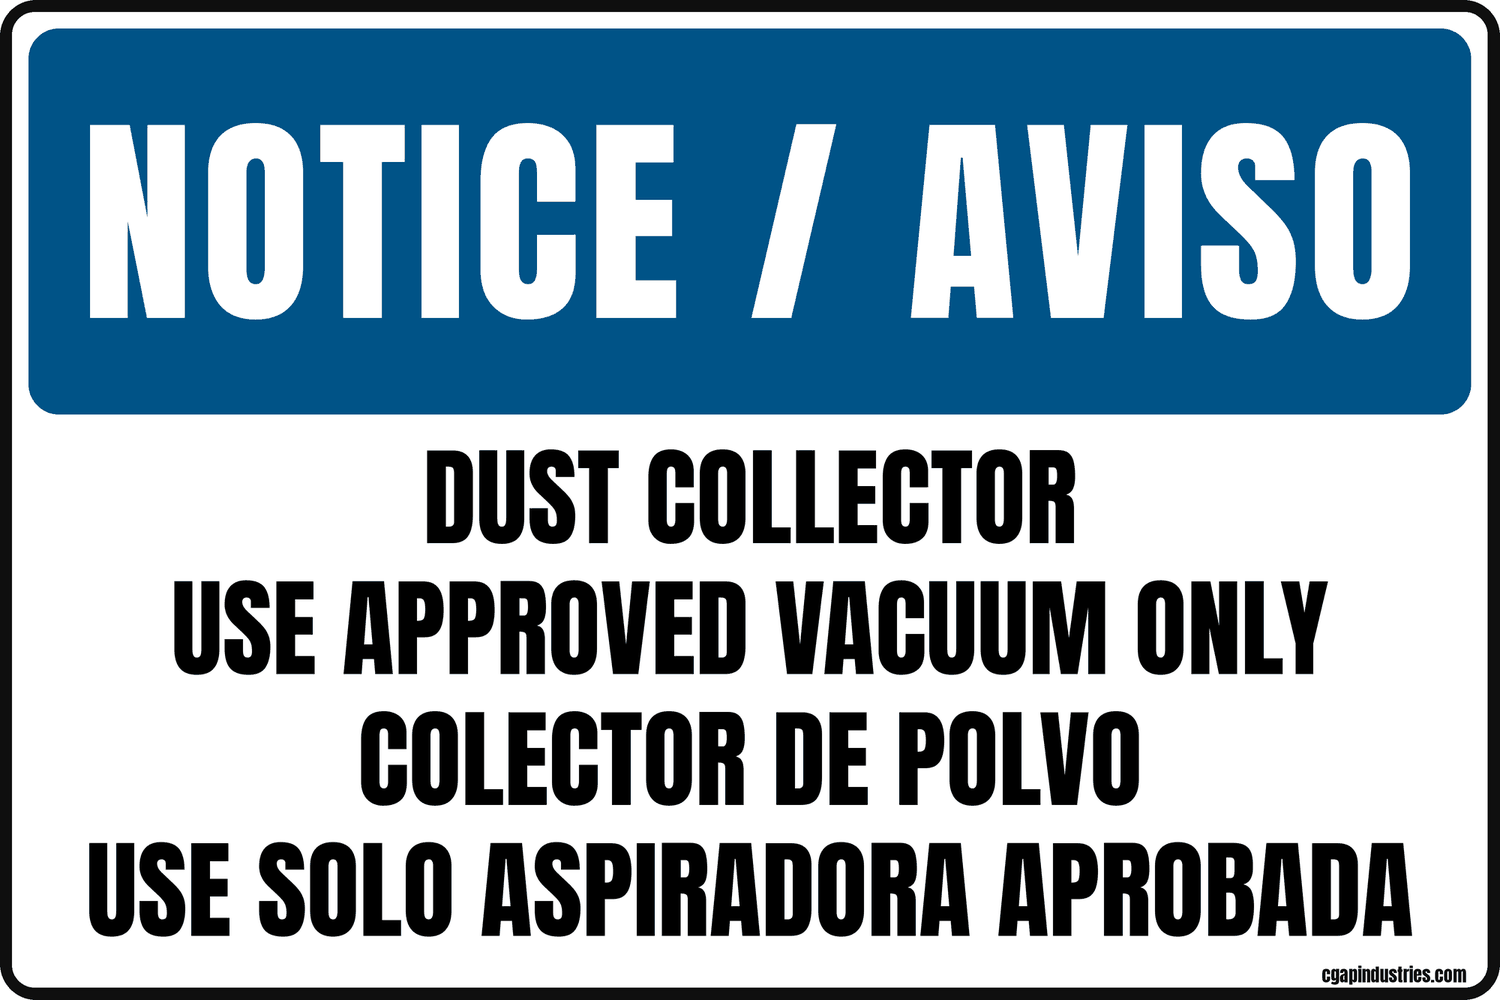 NOTICE / AVISO
DUST COLLECTOR
USE APPROVED VACUUM ONLY
COLECTOR DE POLVO
USE SOLO ASPIRADORA APROBADA
cgapindustries.com